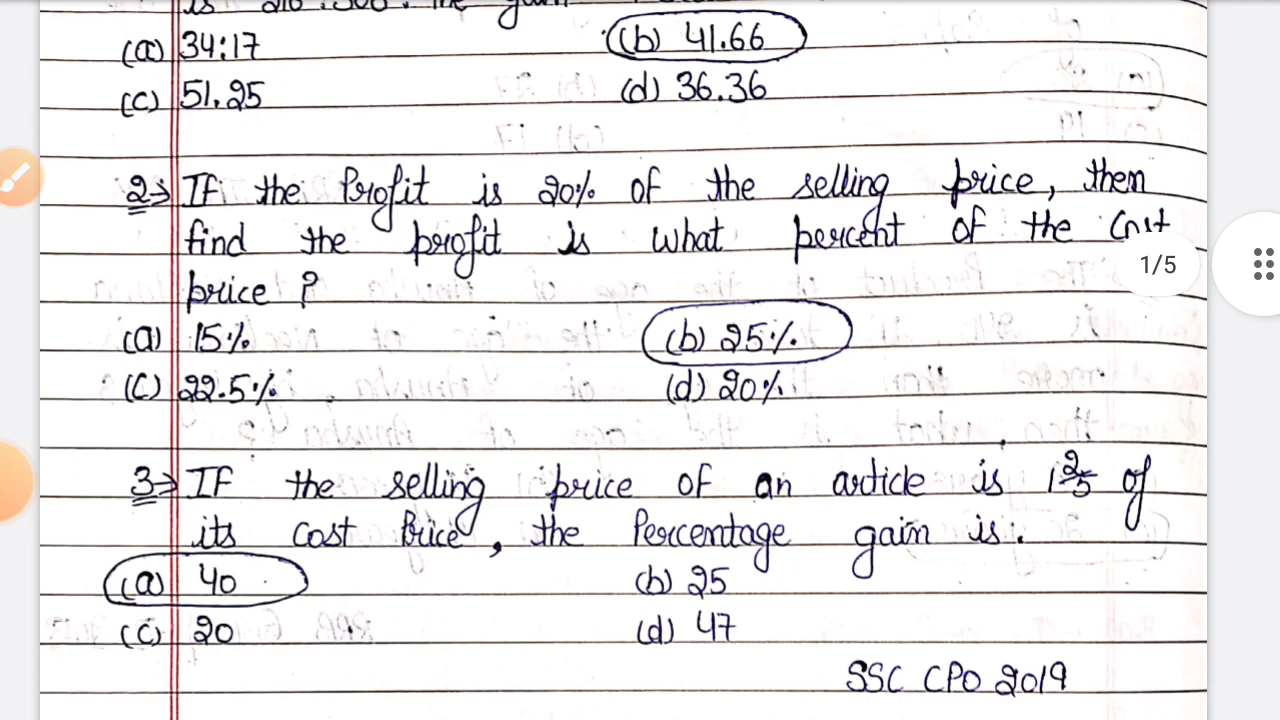 (a) 34:17 (b) 41.66
(c) 51.25 (d) 36.36
2⇒ If the Profit is 20% of the selling price, then
find the profit is what percent of the Cost
price ?
1/5
(a) 15% (b) 25%
(c) 22.5% (d) 20%
3⇒ IF the selling price of an article is 1 2/5 of
its cost Price, the Percentage gain is.
(a) 40 (b) 25
(c) 20 (d) 47
SSC CPO 2019